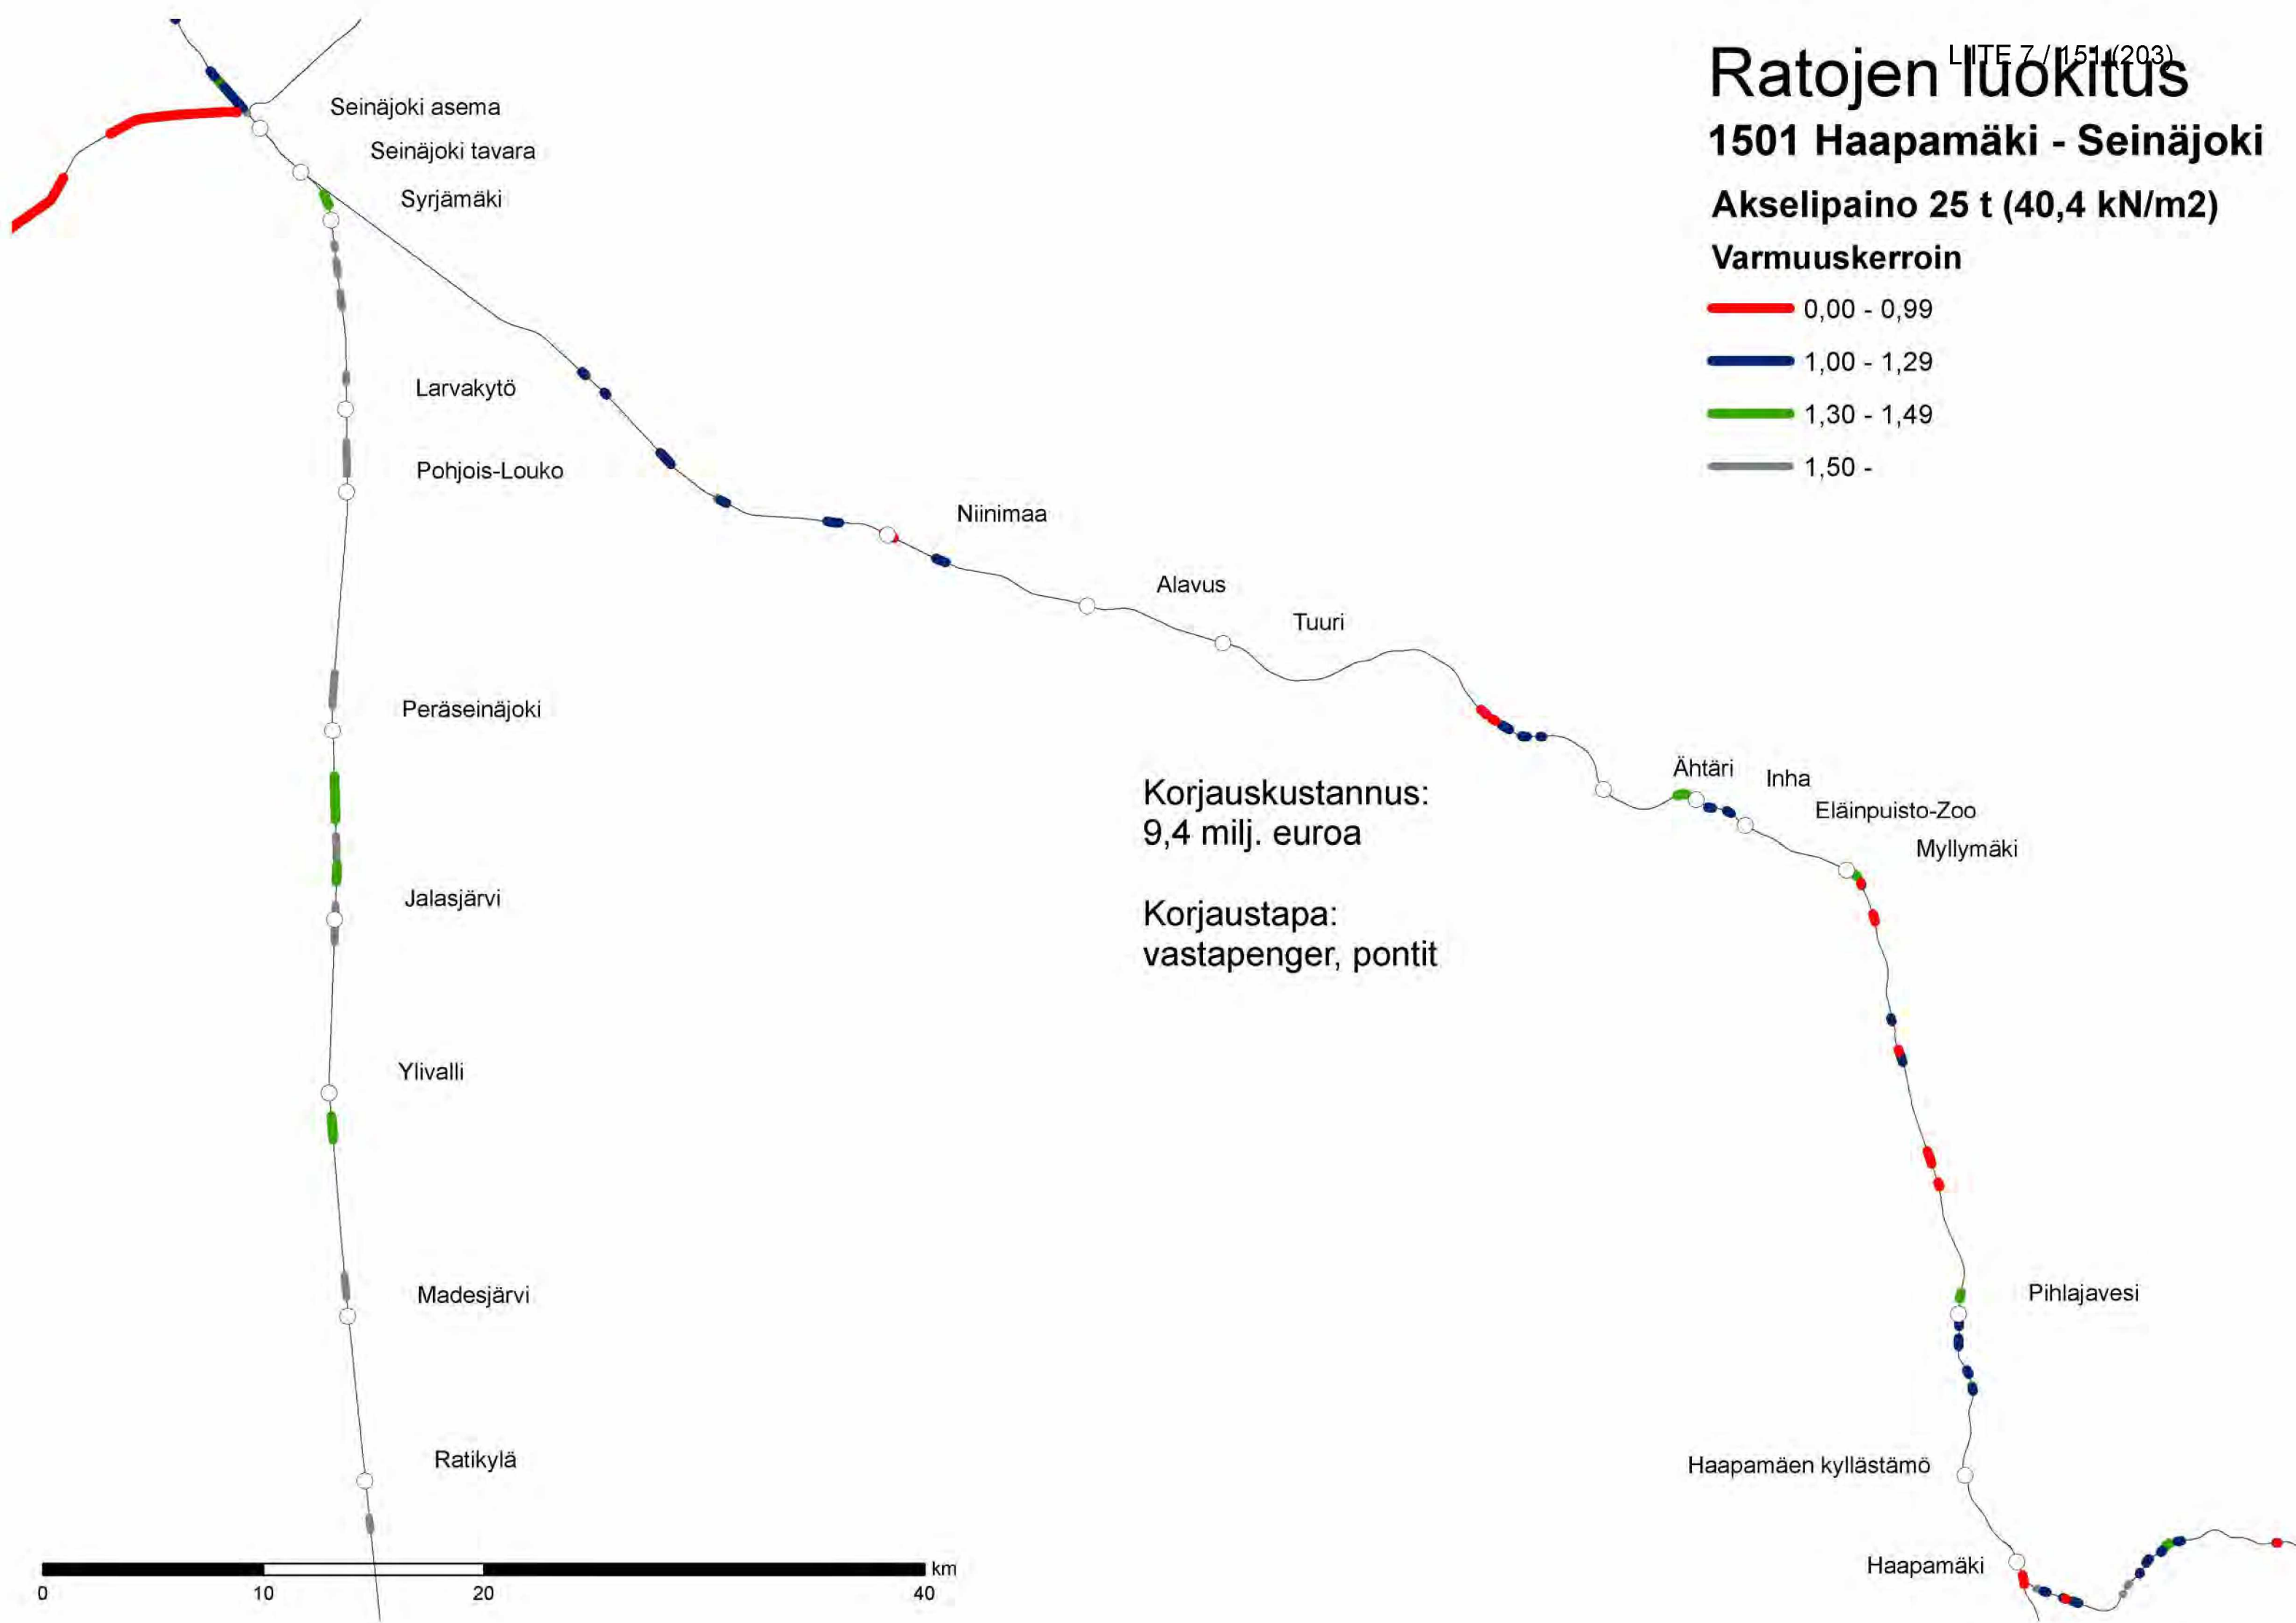 LIITE 7 / 151 (203)
Ratojen luokitus
1501 Haapamäki - Seinäjoki
Akselipaino 25 t (40,4 kN/m2)
Varmuuskerroin
0,00 - 0,99
1,00 - 1,29
1,30 - 1,49
1,50 -
Seinäjoki asema
Seinäjoki tavara
Syrjämäki
Larvakytö
Pohjois-Louko
Niinimaa
Alavus
Tuuri
Peräseinäjoki
Ähtäri
Inha
Eläinpuisto-Zoo
Myllymäki
Korjauskustannus:
9,4 milj. euroa
Korjaustapa:
vastapenger, pontit
Jalasjärvi
Ylivalli
Madesjärvi
Pihlajavesi
Ratikylä
Haapamäen kyllästämö
Haapamäki
km
0 10 20 40